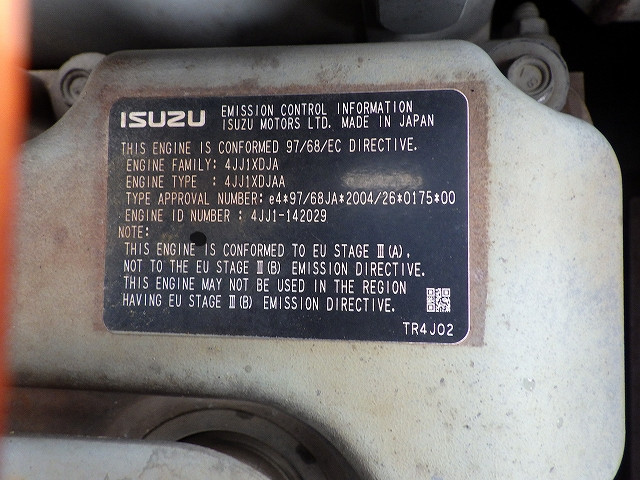 ISUZU EMISSION CONTROL INFORMATION
ISUZU MOTORS LTD. MADE IN JAPAN
THIS ENGINE IS CONFORMED 97/68/EC DIRECTIVE.
ENGINE FAMILY: 4JJ1XDJA
ENGINE TYPE : 4JJ1XDJAA
TYPE APPROVAL NUMBER: e4*97/68JA*2004/26*0175*00
ENGINE ID NUMBER : 4JJ1-142029
NOTE:
THIS ENGINE IS CONFORMED TO EU STAGE Ⅲ(A),
NOT TO THE EU STAGE Ⅲ(B) EMISSION DIRECTIVE.
THIS ENGINE MAY NOT BE USED IN THE REGION
HAVING EU STAGE Ⅲ(B) EMISSION DIRECTIVE.
TR4J02